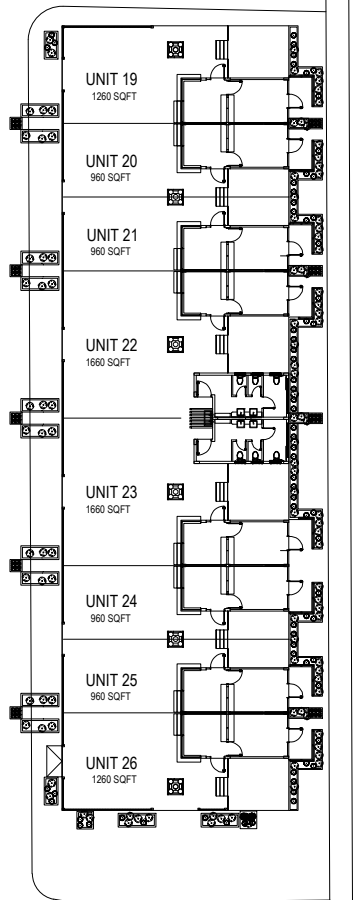 UNIT 19
1260 SQFT
UNIT 20
960 SQFT
UNIT 21
960 SQFT
UNIT 22
1660 SQFT
UNIT 23
1660 SQFT
UNIT 24
960 SQFT
UNIT 25
960 SQFT
UNIT 26
1260 SQFT